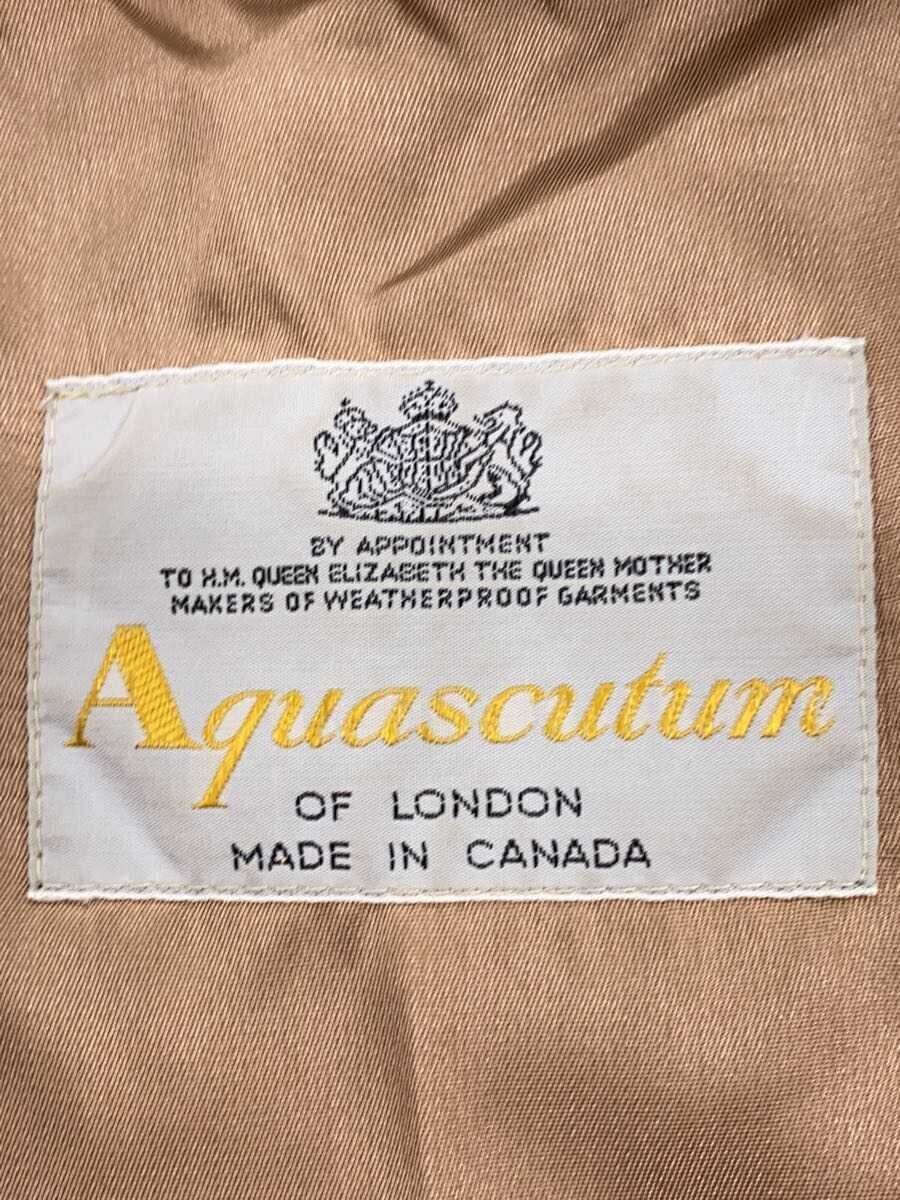 BY APPOINTMENT
TO H.M. QUEEN ELIZABETH THE QUEEN MOTHER
MAKERS OF WEATHERPROOF GARMENTS
Aquascutum
OF LONDON
MADE IN CANADA